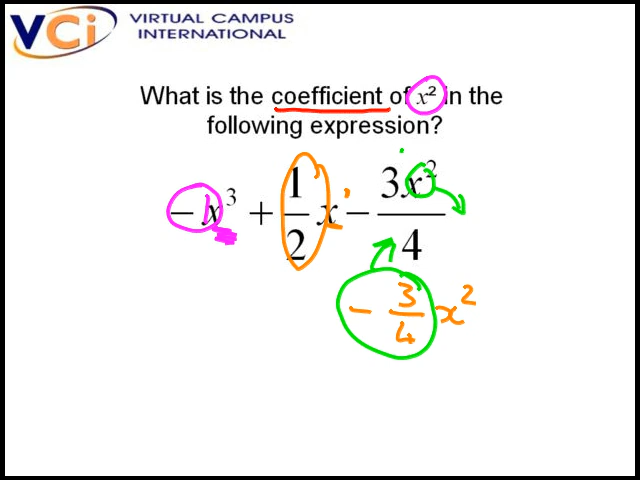 VCi VIRTUAL CAMPUS
INTERNATIONAL
What is the coefficient of x² in the
following expression?
-x³ + 1/2 x - 3x²/4
- 3/4 x²